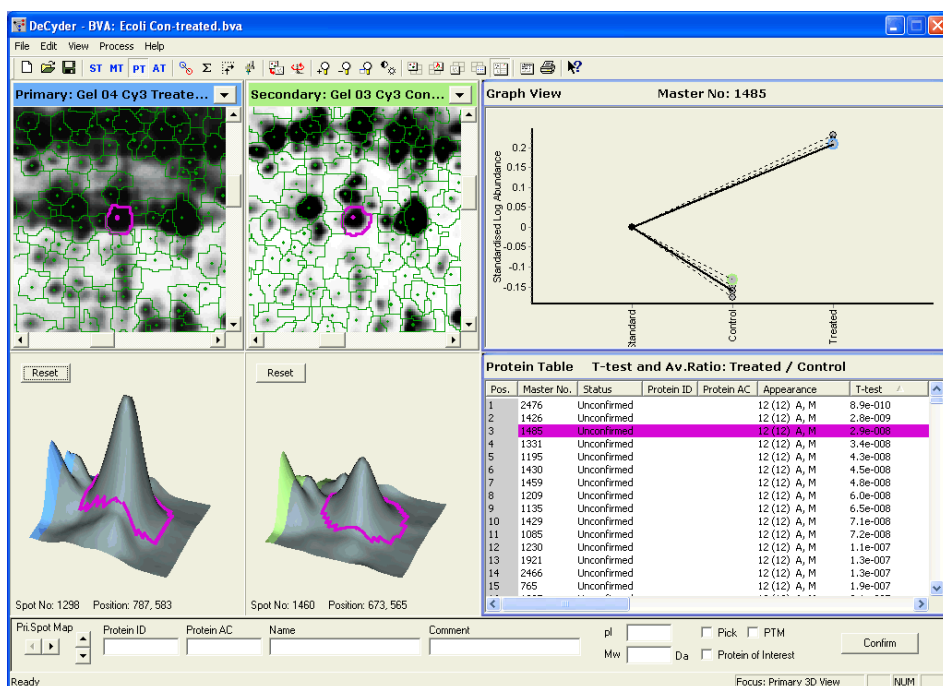 DeCyder - BVA: Ecoli Con-treated.bva
File Edit View Process Help
ST MT PT AT
Primary: Gel 04 Cy3 Treate...
Secondary: Gel 03 Cy3 Con...
Graph View Master No: 1485
Standardised Log Abundance
0.2
0.15
0.1
0.05
0
-0.05
-0.1
-0.15
Standard
Control
Treated
Reset
Spot No: 1298 Position: 787, 583
Reset
Spot No: 1460 Position: 673, 565
Protein Table T-test and Av.Ratio: Treated / Control
Pos. Master No. Status Protein ID Protein AC Appearance T-test
1 2476 Unconfirmed 12 (12) A, M 8.9e-010
2 1426 Unconfirmed 12 (12) A, M 2.8e-009
3 1485 Unconfirmed 12 (12) A, M 2.9e-008
4 1331 Unconfirmed 12 (12) A, M 3.4e-008
5 1195 Unconfirmed 12 (12) A, M 4.3e-008
6 1430 Unconfirmed 12 (12) A, M 4.5e-008
7 1459 Unconfirmed 12 (12) A, M 4.8e-008
8 1209 Unconfirmed 12 (12) A, M 6.0e-008
9 1135 Unconfirmed 12 (12) A, M 6.5e-008
10 1429 Unconfirmed 12 (12) A, M 7.1e-008
11 1085 Unconfirmed 12 (12) A, M 7.2e-008
12 1230 Unconfirmed 12 (12) A, M 1.1e-007
13 1921 Unconfirmed 12 (12) A, M 1.3e-007
14 2466 Unconfirmed 12 (12) A, M 1.3e-007
15 765 Unconfirmed 12 (12) A, M 1.9e-007
Pri.Spot Map Protein ID Protein AC Name Comment pI Pick PTM
Mw Da Protein of Interest Confirm
Ready Focus: Primary 3D View NUM